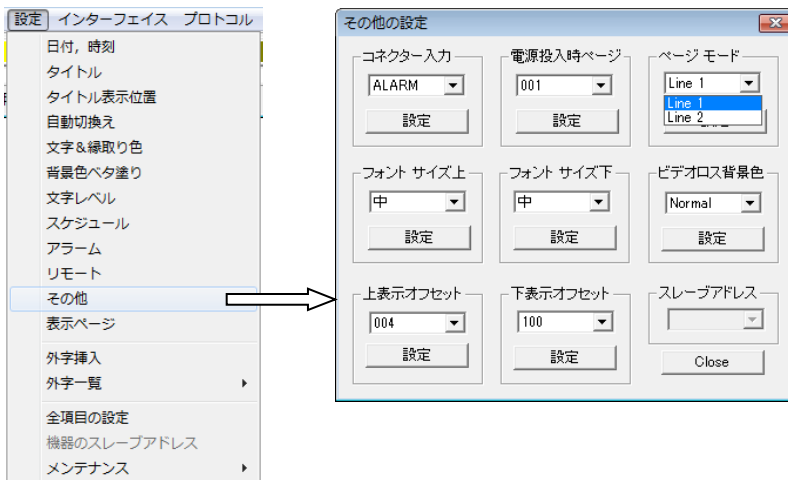 設定 インターフェイス プロトコル
日付，時刻
タイトル
タイトル表示位置
自動切換え
文字＆縁取り色
背景色ベタ塗り
文字レベル
スケジュール
アラーム
リモート
その他
表示ページ
外字挿入
外字一覧
全項目の設定
機器のスレーブアドレス
メンテナンス
その他の設定
コネクター入力
ALARM
設定
電源投入時ページ
001
設定
ページ モード
Line 1
Line 1
Line 2
フォント サイズ上
中
設定
フォント サイズ下
中
設定
ビデオロス背景色
Normal
設定
上表示オフセット
004
設定
下表示オフセット
100
設定
スレーブアドレス
Close